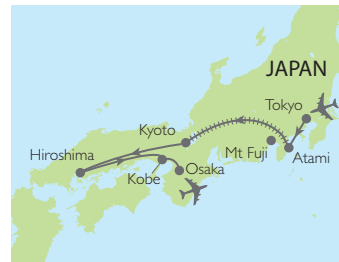 JAPAN
Tokyo
Kyoto
Hiroshima
Mt Fuji
Atami
Kobe
Osaka